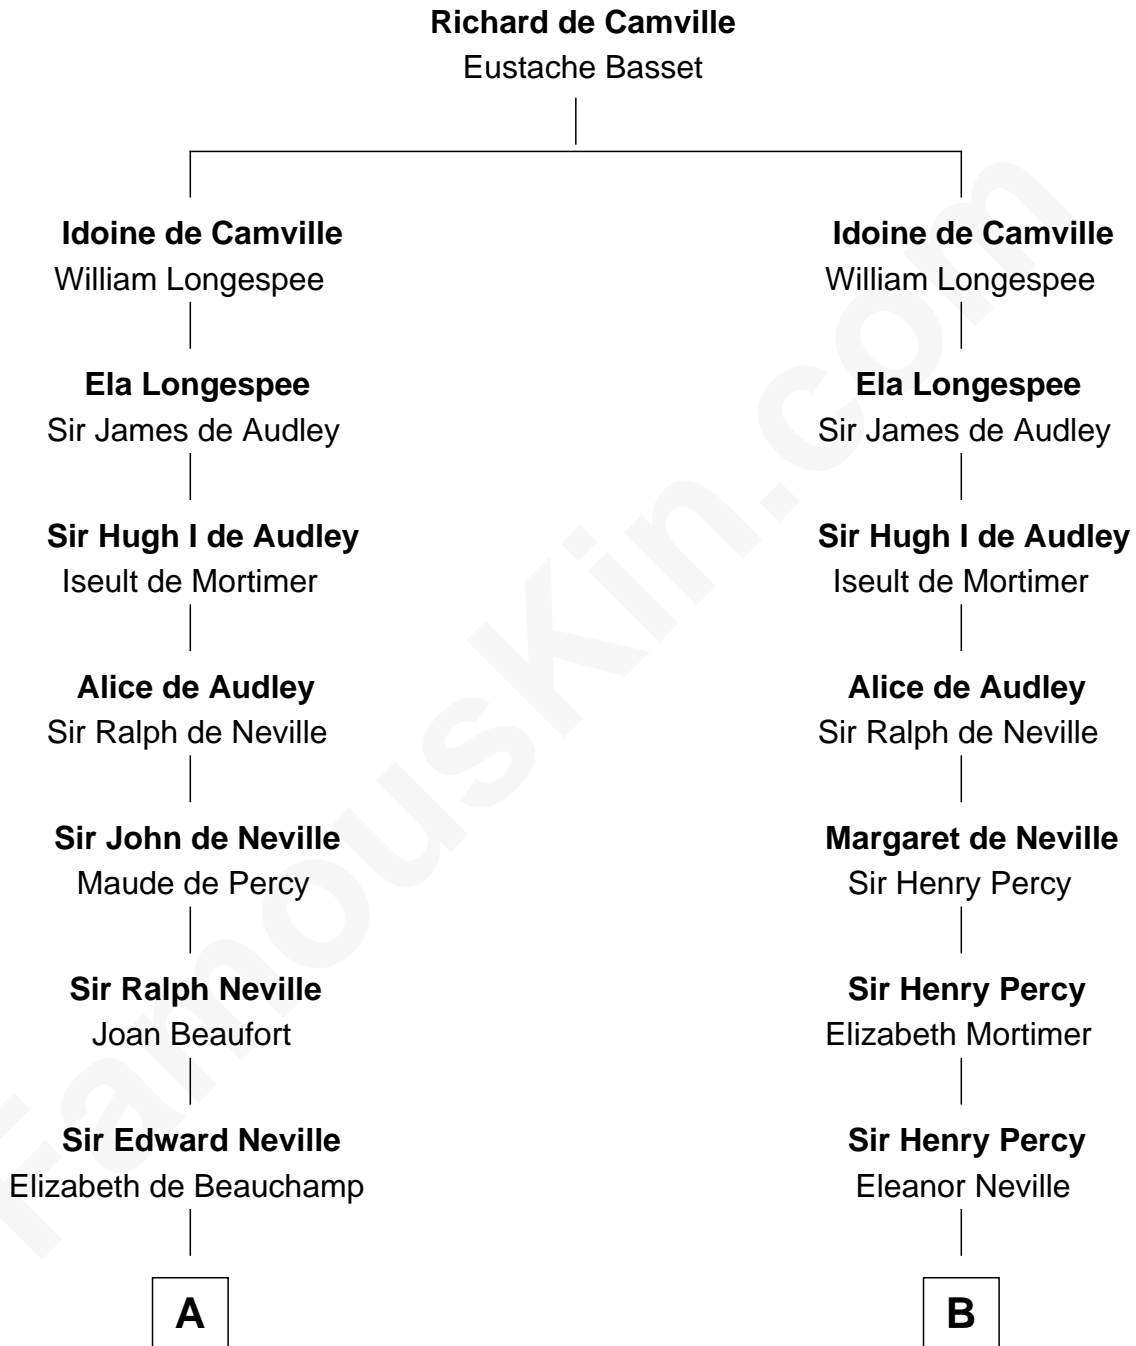 Richard de Camville
Eustache Basset
Idoine de Camville
William Longespee
Ela Longespee
Sir James de Audley
Sir Hugh I de Audley
Iseult de Mortimer
Alice de Audley
Sir Ralph de Neville
Sir John de Neville
Maude de Percy
Sir Ralph Neville
Joan Beaufort
Sir Edward Neville
Elizabeth de Beauchamp
A
Idoine de Camville
William Longespee
Ela Longespee
Sir James de Audley
Sir Hugh I de Audley
Iseult de Mortimer
Alice de Audley
Sir Ralph de Neville
Margaret de Neville
Sir Henry Percy
Sir Henry Percy
Elizabeth Mortimer
Sir Henry Percy
Eleanor Neville
B
FamousKin.com